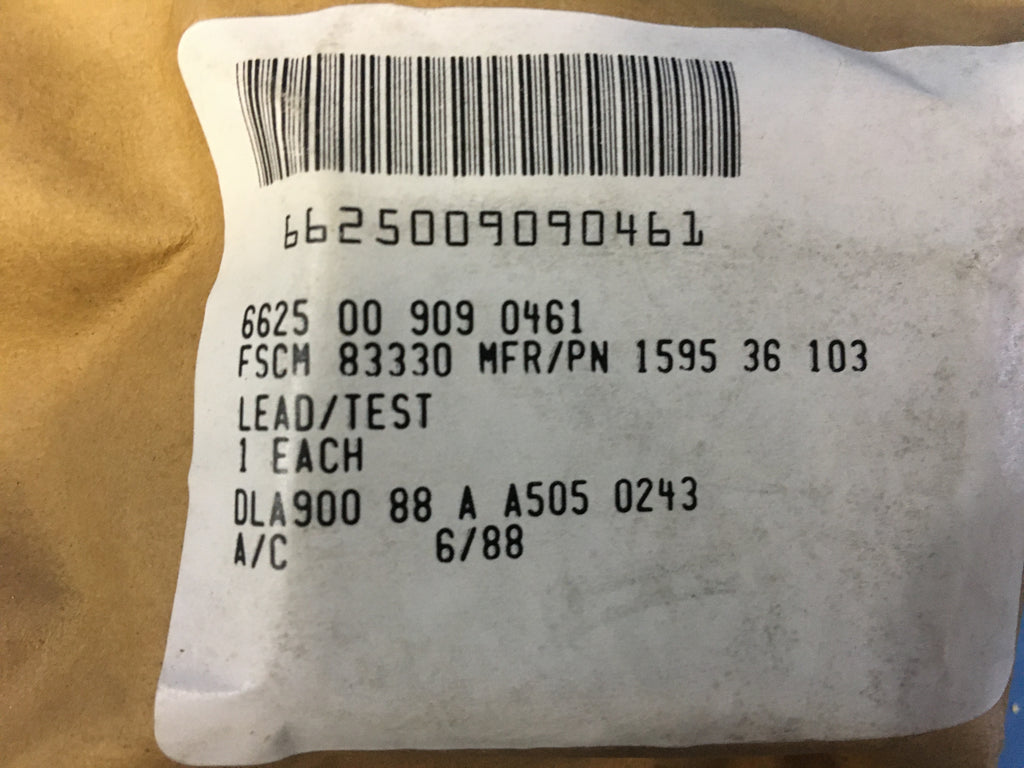 6625009090461
6625 00 909 0461
FSCM 83330 MFR/PN 1595 36 103
LEAD/TEST
1 EACH
DLA900 88 A A505 0243
A/C 6/88